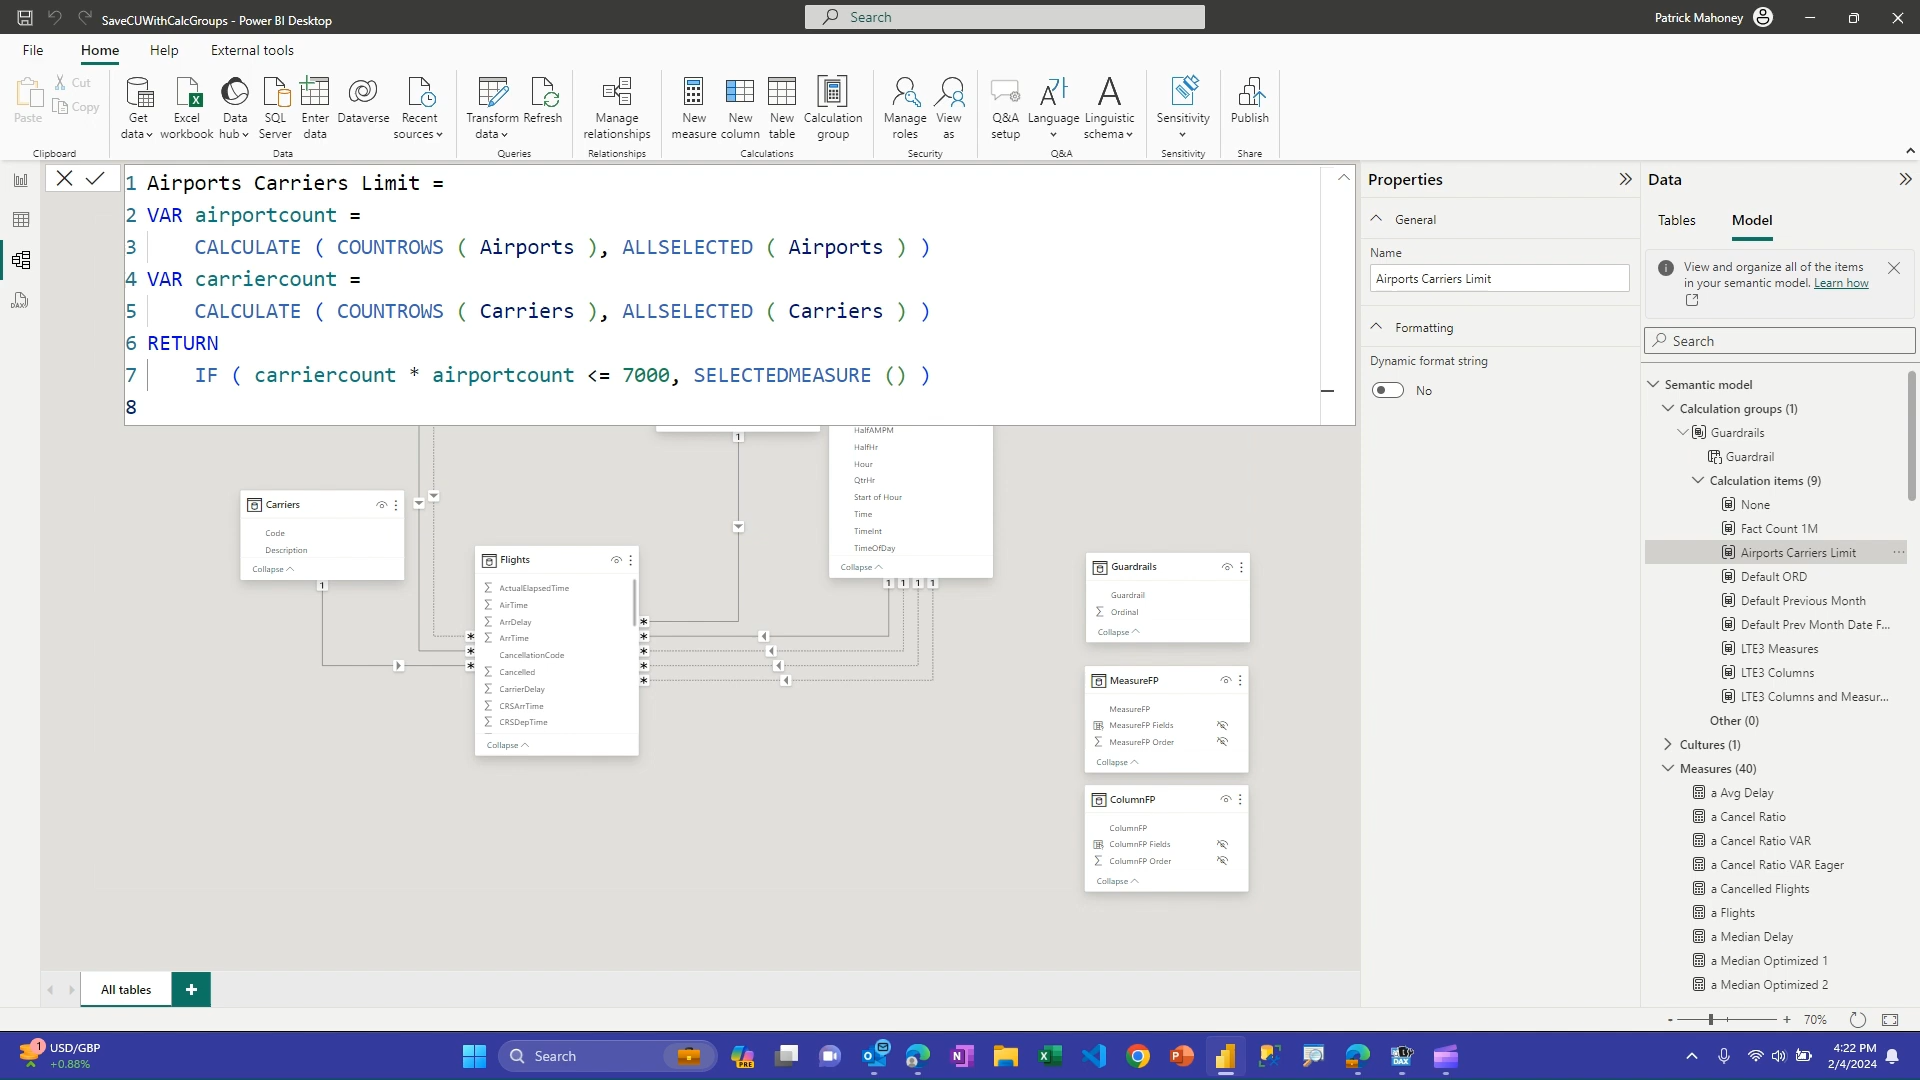 SaveCUWithCalcGroups - Power BI Desktop
Search
Patrick Mahoney
File
Home
Help
External tools
Paste
Cut
Copy
Get data
Excel workbook
Data hub
SQL Server
Enter data
Dataverse
Recent sources
Transform data
Refresh
Manage relationships
New measure
New column
New table
Calculation group
Manage roles
View as
Q&A setup
Language
Linguistic schema
Sensitivity
Publish
Clipboard
Data
Queries
Relationships
Calculations
Security
Q&A
Sensitivity
Share
1 Airports Carriers Limit =
2 VAR airportcount =
3 CALCULATE ( COUNTROWS ( Airports ), ALLSELECTED ( Airports ) )
4 VAR carriercount =
5 CALCULATE ( COUNTROWS ( Carriers ), ALLSELECTED ( Carriers ) )
6 RETURN
7 IF ( carriercount * airportcount <= 7000, SELECTEDMEASURE () )
8
HalfAMPM
HalfHr
Hour
QtrHr
Start of Hour
Time
TimeInt
TimeOfDay
Collapse
Carriers
Code
Description
Collapse
Flights
ActualElapsedTime
AirTime
ArrDelay
ArrTime
CancellationCode
Cancelled
CarrierDelay
CRSArrTime
CRSDepTime
Collapse
1
1
1 1 1 1
Guardrails
Guardrail
Ordinal
Collapse
MeasureFP
MeasureFP
MeasureFP Fields
MeasureFP Order
Collapse
ColumnFP
ColumnFP
ColumnFP Fields
ColumnFP Order
Collapse
All tables
Properties
General
Name
Airports Carriers Limit
Formatting
Dynamic format string
No
Data
Tables
Model
View and organize all of the items
in your semantic model. Learn how
Search
Semantic model
Calculation groups (1)
Guardrails
Guardrail
Calculation items (9)
None
Fact Count 1M
Airports Carriers Limit
Default ORD
Default Previous Month
Default Prev Month Date F...
LTE3 Measures
LTE3 Columns
LTE3 Columns and Measur...
Other (0)
Cultures (1)
Measures (40)
a Avg Delay
a Cancel Ratio
a Cancel Ratio VAR
a Cancel Ratio VAR Eager
a Cancelled Flights
a Flights
a Median Delay
a Median Optimized 1
a Median Optimized 2
- + 70%
1
USD/GBP
+0.88%
Search
PRE
DAX
4:22 PM
2/4/2024